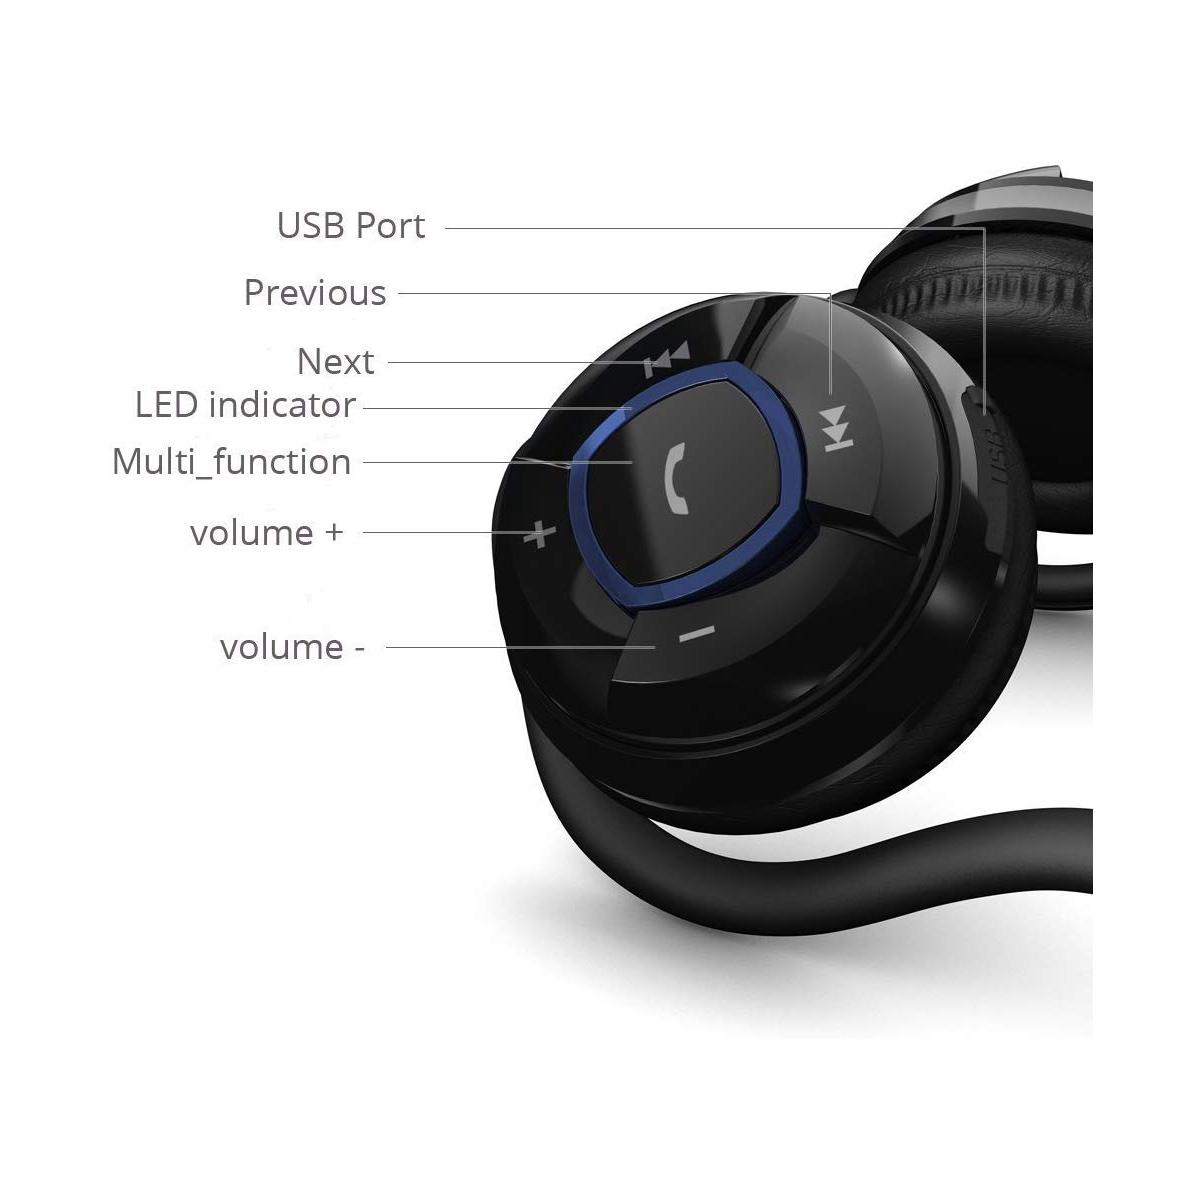 USB Port
Previous
Next
LED indicator
Multi_function
volume +
volume -
USB